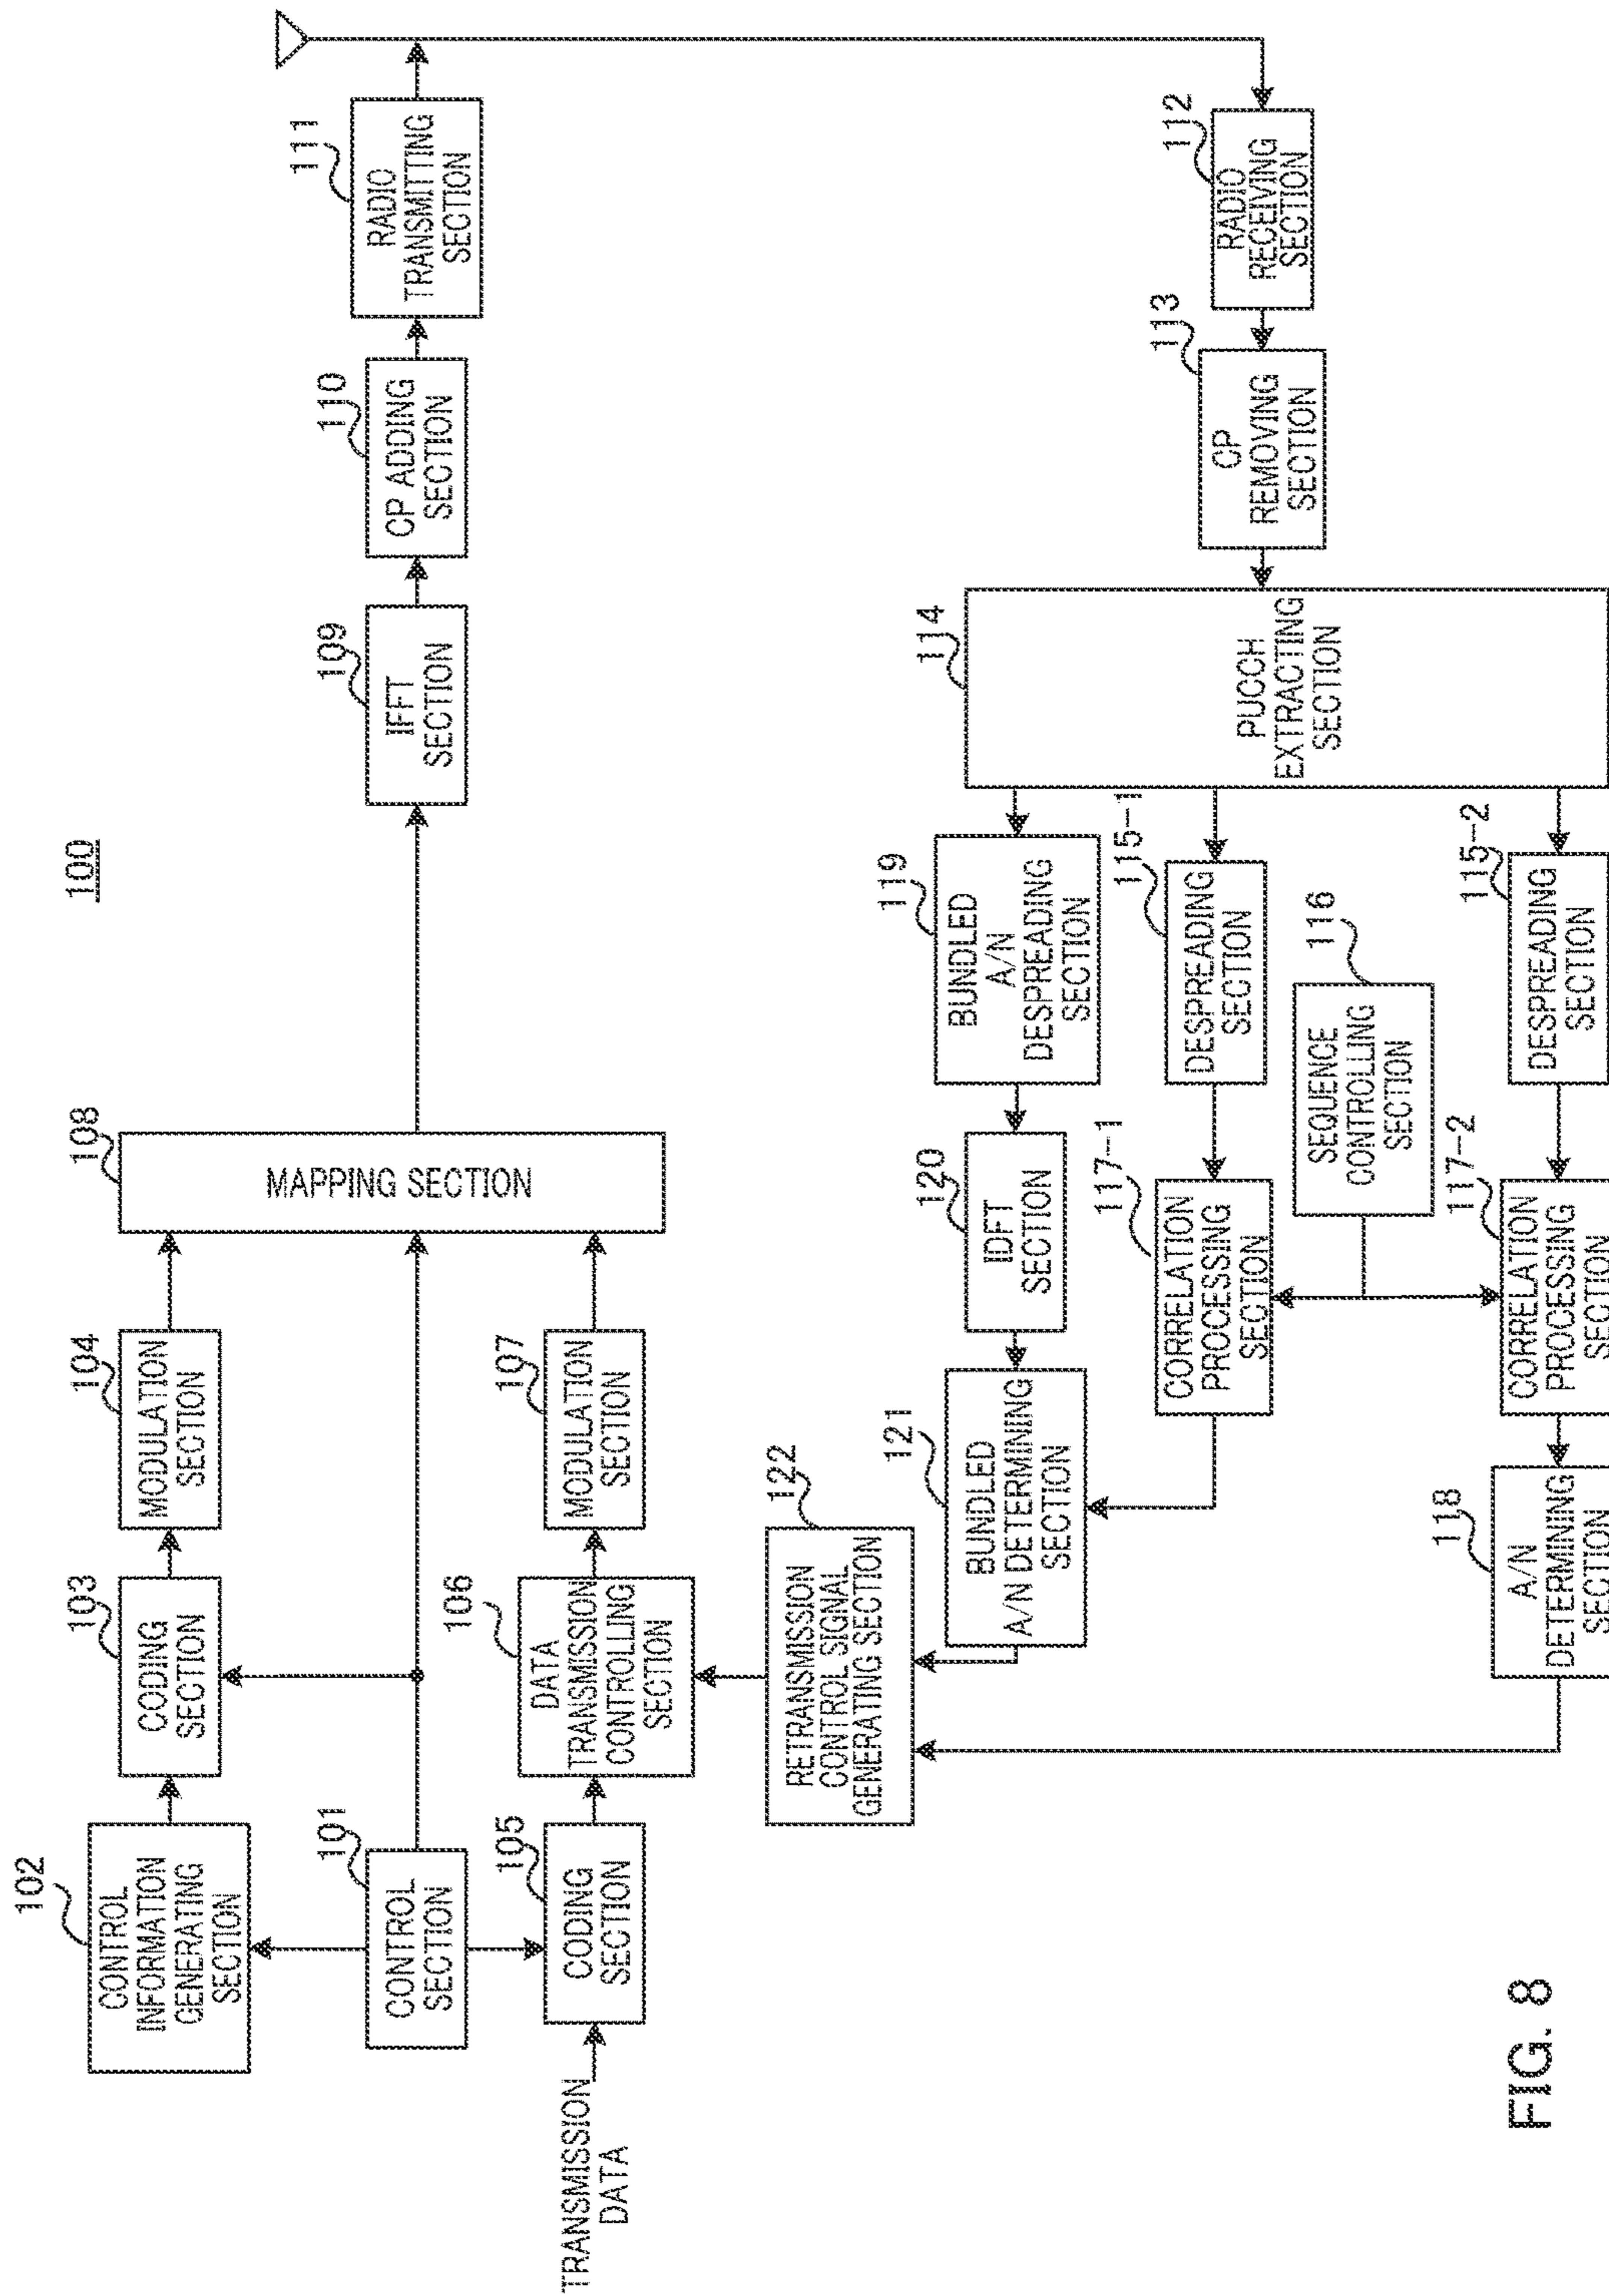 100
102
CONTROL
INFORMATION
GENERATING
SECTION
103
CODING
SECTION
104
MODULATION
SECTION
108
MAPPING SECTION
101
CONTROL
SECTION
109
IFFT
SECTION
110
CP ADDING
SECTION
111
RADIO
TRANSMITTING
SECTION
TRANSMISSION
DATA
105
CODING
SECTION
106
DATA
TRANSMISSION
CONTROLLING
SECTION
107
MODULATION
SECTION
122
RETRANSMISSION
CONTROL SIGNAL
GENERATING SECTION
121
BUNDLED
A/N DETERMINING
SECTION
120
IDFT
SECTION
119
BUNDLED
A/N
DESPREADING
SECTION
114
PUCCH
EXTRACTING
SECTION
113
CP
REMOVING
SECTION
112
RADIO
RECEIVING
SECTION
117-1
CORRELATION
PROCESSING
SECTION
115-1
DESPREADING
SECTION
116
SEQUENCE
CONTROLLING
SECTION
118
A/N
DETERMINING
SECTION
117-2
CORRELATION
PROCESSING
SECTION
115-2
DESPREADING
SECTION
FIG. 8